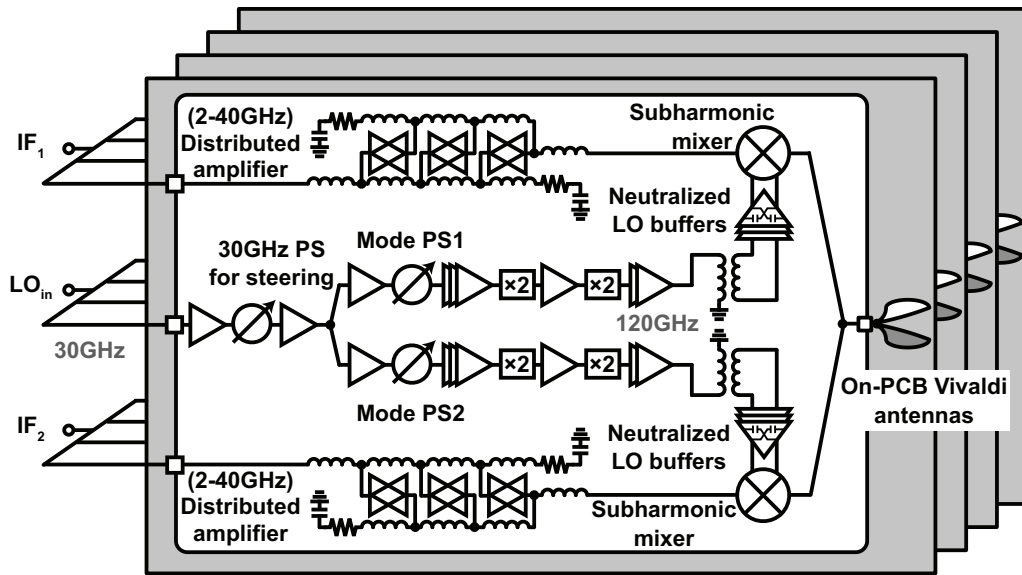 (2-40GHz)
Distributed
amplifier
IF1
Subharmonic
mixer
Neutralized
LO buffers
Mode PS1
30GHz PS
for steering
LOin
30GHz
×2
×2
120GHz
×2
×2
Mode PS2
On-PCB Vivaldi
antennas
IF2
Neutralized
LO buffers
(2-40GHz)
Distributed
amplifier
Subharmonic
mixer